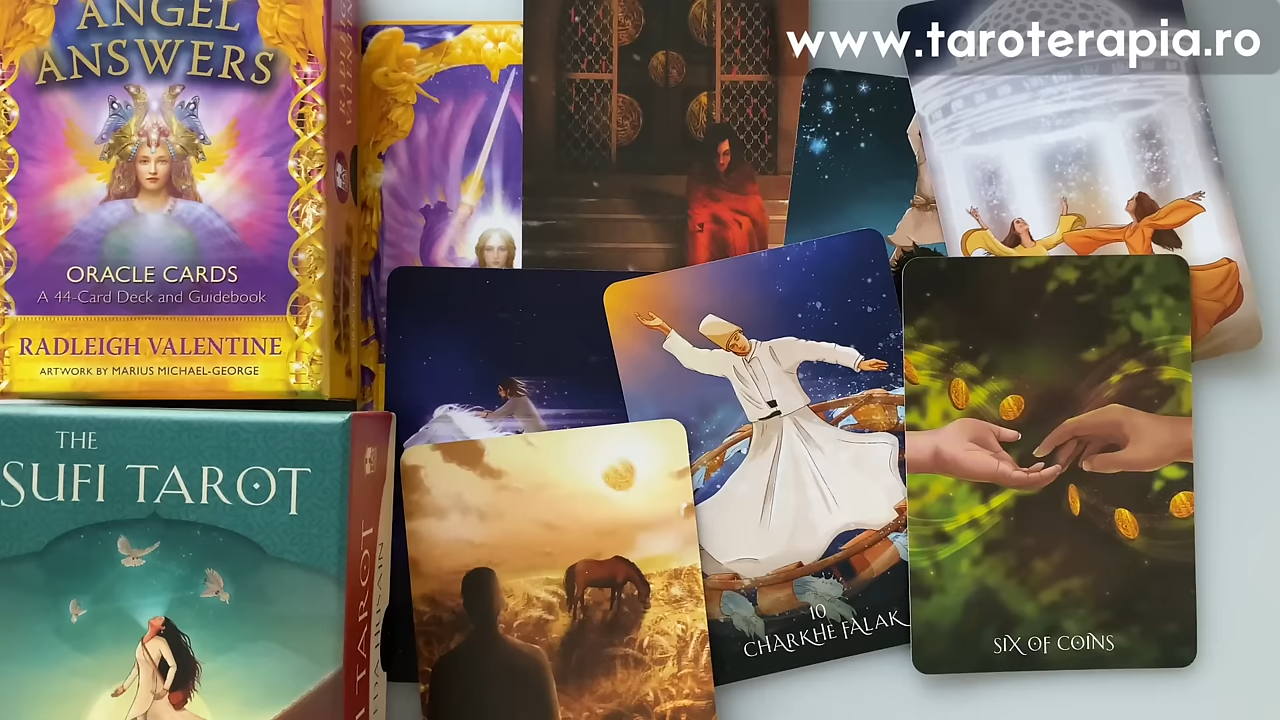 ANGEL
ANSWERS
ORACLE CARDS
A 44-Card Deck and Guidebook
RADLEIGH VALENTINE
ARTWORK BY MARIUS MICHAEL-GEORGE
www.taroterapia.ro
THE
SUFI TAROT
10
CHARKHE FALAK
SIX OF COINS